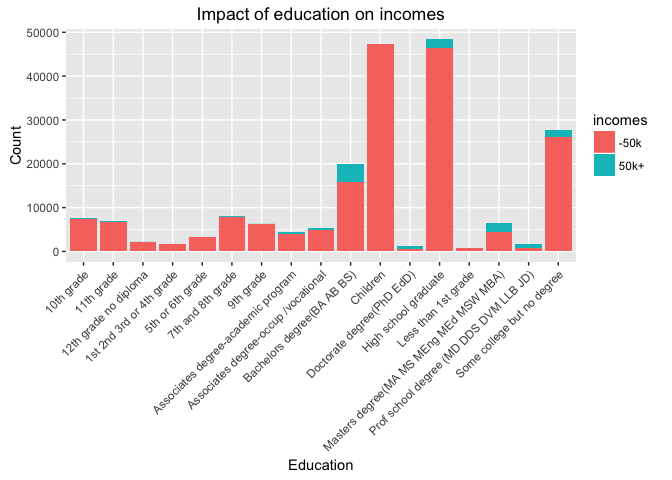 Impact of education on incomes
50000
40000
30000
20000
10000
0
Count
10th grade
11th grade
12th grade no diploma
1st 2nd 3rd or 4th grade
5th or 6th grade
7th and 8th grade
9th grade
Associates degree-academic program
Associates degree-occup /vocational
Bachelors degree(BA AB BS)
Children
Doctorate degree(PhD EdD)
High school graduate
Less than 1st grade
Masters degree(MA MS MEng MEd MSW MBA)
Prof school degree (MD DDS DVM LLB JD)
Some college but no degree
Education
incomes
-50k
50k+